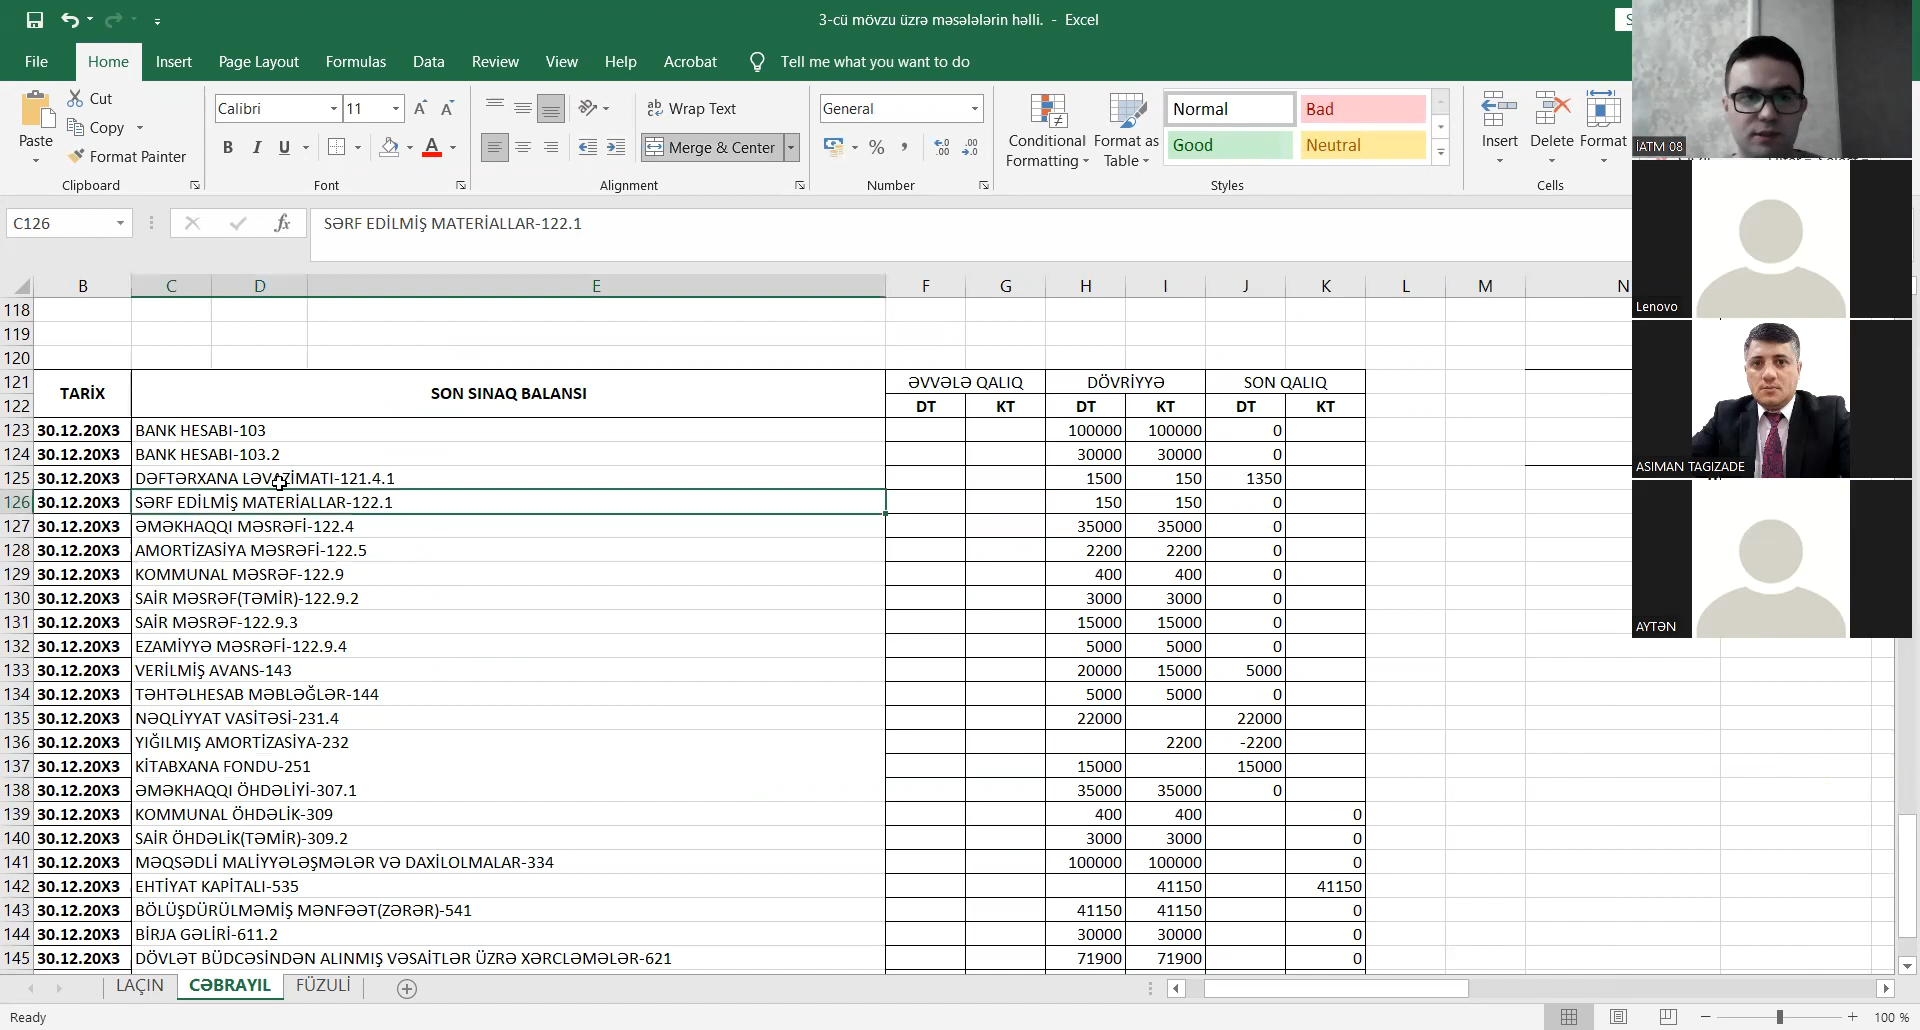 3-cü mövzu üzrə məsələlərin həlli. - Excel
File Home Insert Page Layout Formulas Data Review View Help Acrobat Tell me what you want to do
Paste
Cut
Copy
Format Painter
Clipboard
Calibri 11
B I U
Font
Wrap Text
Merge & Center
Alignment
General
Number
Conditional Formatting
Format as Table
Normal Bad
Good Neutral
Styles
Insert Delete Format
Cells
C126 fx SƏRF EDİLMİŞ MATERİALLAR-122.1
B C D E F G H I J K L M N
118
119
120
121 TARİX SON SINAQ BALANSI ƏVVƏLƏ QALIQ DÖVRİYYƏ SON QALIQ
122 DT KT DT KT DT KT
123 30.12.20X3 BANK HESABI-103 100000 100000 0
124 30.12.20X3 BANK HESABI-103.2 30000 30000 0
125 30.12.20X3 DƏFTƏRXANA LƏVAZİMATI-121.4.1 1500 150 1350
126 30.12.20X3 SƏRF EDİLMİŞ MATERİALLAR-122.1 150 150 0
127 30.12.20X3 ƏMƏKHAQQI MƏSRƏFİ-122.4 35000 35000 0
128 30.12.20X3 AMORTİZASİYA MƏSRƏFİ-122.5 2200 2200 0
129 30.12.20X3 KOMMUNAL MƏSRƏF-122.9 400 400 0
130 30.12.20X3 SAİR MƏSRƏF(TƏMİR)-122.9.2 3000 3000 0
131 30.12.20X3 SAİR MƏSRƏF-122.9.3 15000 15000 0
132 30.12.20X3 EZAMİYYƏ MƏSRƏFİ-122.9.4 5000 5000 0
133 30.12.20X3 VERİLMİŞ AVANS-143 20000 15000 5000
134 30.12.20X3 TƏHTƏLHESAB MƏBLƏĞLƏR-144 5000 5000 0
135 30.12.20X3 NƏQLİYYAT VASİTƏSİ-231.4 22000 22000
136 30.12.20X3 YIĞILMIŞ AMORTİZASİYA-232 2200 -2200
137 30.12.20X3 KİTABXANA FONDU-251 15000 15000
138 30.12.20X3 ƏMƏKHAQQI ÖHDƏLİYİ-307.1 35000 35000 0
139 30.12.20X3 KOMMUNAL ÖHDƏLİK-309 400 400 0
140 30.12.20X3 SAİR ÖHDƏLİK(TƏMİR)-309.2 3000 3000 0
141 30.12.20X3 MƏQSƏDLİ MALİYYƏLƏŞMƏLƏR VƏ DAXİLOLMALAR-334 100000 100000 0
142 30.12.20X3 EHTİYAT KAPİTALI-535 41150 41150
143 30.12.20X3 BÖLÜŞDÜRÜLMƏMİŞ MƏNFƏƏT(ZƏRƏR)-541 41150 41150 0
144 30.12.20X3 BİRJA GƏLİRİ-611.2 30000 30000 0
145 30.12.20X3 DÖVLƏT BÜDCƏSİNDƏN ALINMIŞ VƏSAİTLƏR ÜZRƏ XƏRCLƏMƏLƏR-621 71900 71900 0
LAÇIN CƏBRAYIL FÜZULİ
Ready 100 %
İATM 08
Lenovo
ASIMAN TAGIZADE
AYTƏN